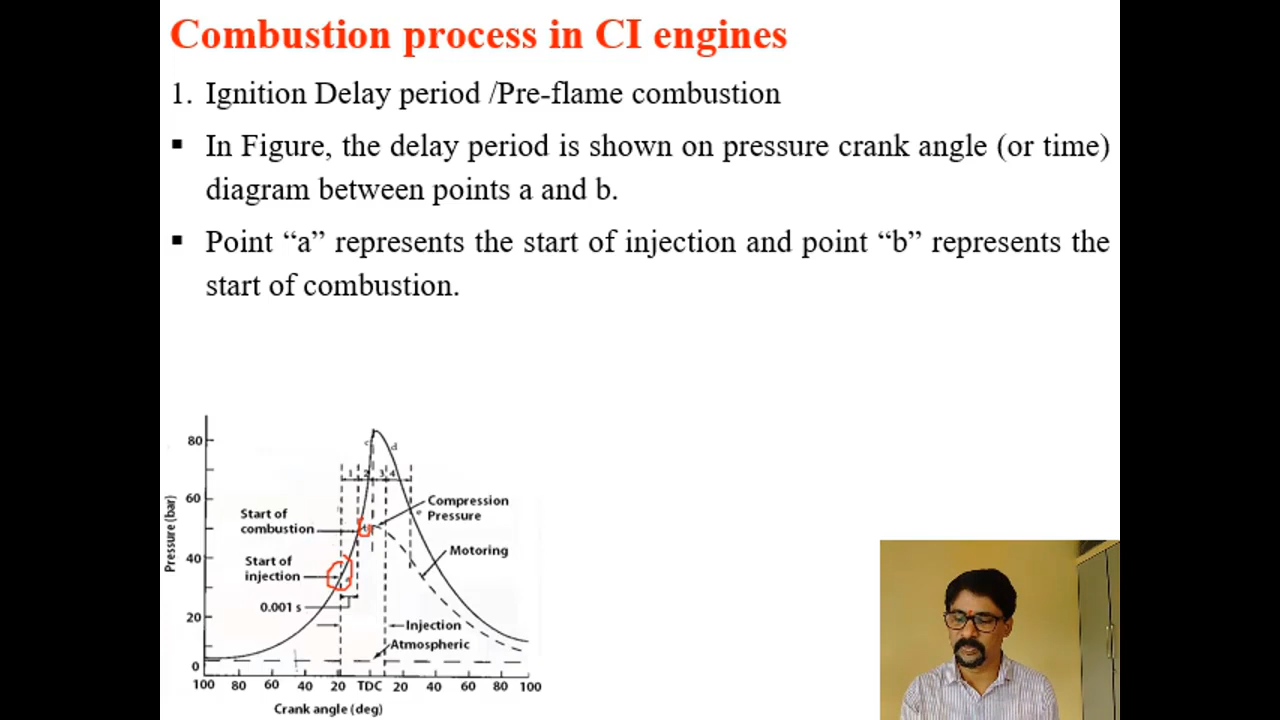 Combustion process in CI engines
1. Ignition Delay period /Pre-flame combustion
▪ In Figure, the delay period is shown on pressure crank angle (or time)
diagram between points a and b.
▪ Point “a” represents the start of injection and point “b” represents the
start of combustion.
80
c
d
1 2 3 4
60
Compression
Pressure
e
Start of
combustion
b
Pressure (bar)
Motoring
40
Start of
injection
0.001 s
20
Injection
Atmospheric
0
100 80 60 40 20 TDC 20 40 60 80 100
Crank angle (deg)